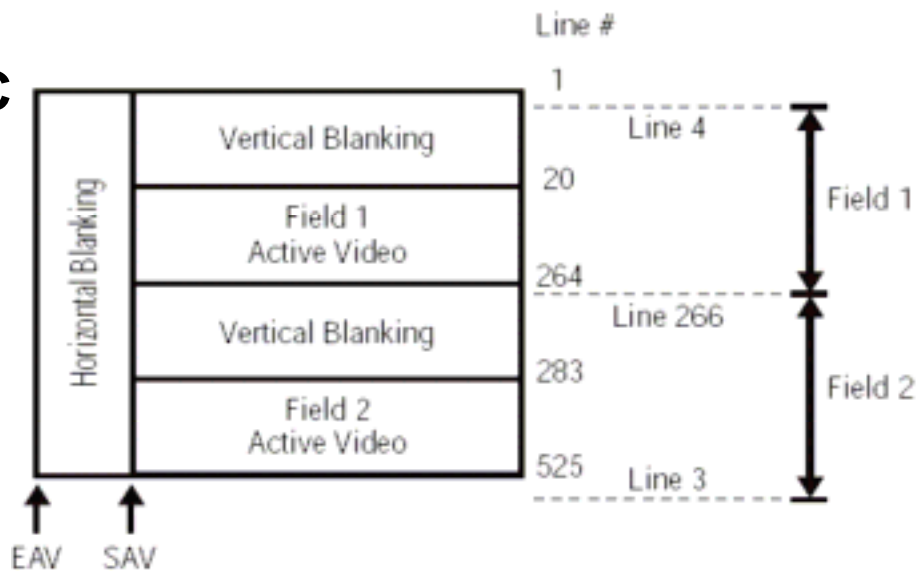 Line #
C
1
Line 4
Vertical Blanking
20
Field 1
Field 1
Active Video
Horizontal Blanking
264
Line 266
Vertical Blanking
283
Field 2
Field 2
Active Video
525
Line 3
EAV
SAV